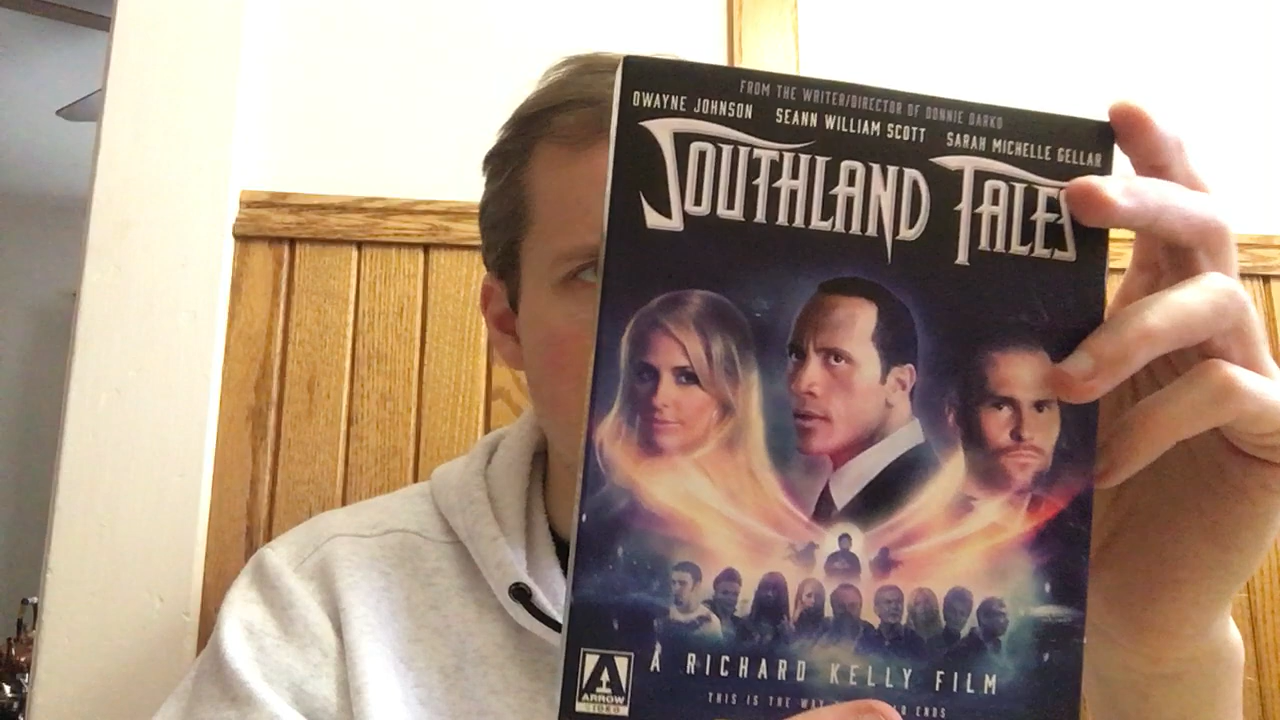 FROM THE WRITER/DIRECTOR OF DONNIE DARKO
DWAYNE JOHNSON SEANN WILLIAM SCOTT SARAH MICHELLE GELLAR
SOUTHLAND TALES
A RICHARD KELLY FILM
THIS IS THE WAY ENDS
ARROW
VIDEO